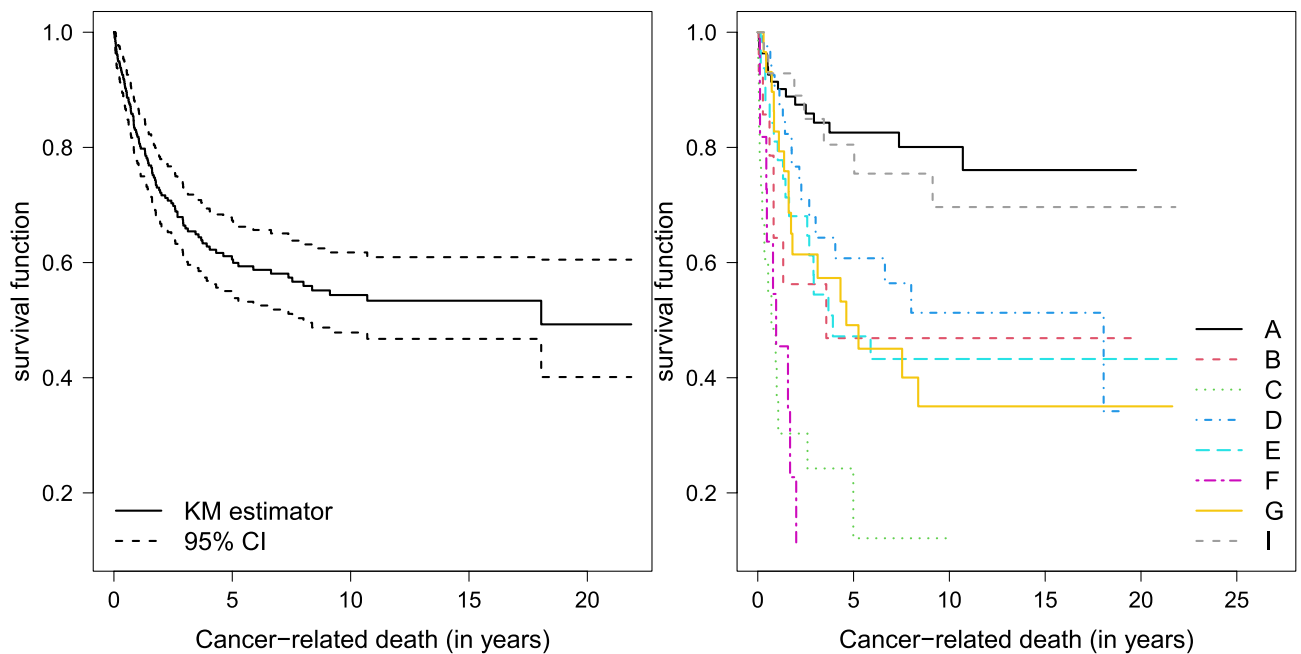 survival function
1.0
0.8
0.6
0.4
0.2
KM estimator
95% CI
0 5 10 15 20
Cancer−related death (in years)
survival function
1.0
0.8
0.6
0.4
0.2
A
B
C
D
E
F
G
I
0 5 10 15 20 25
Cancer−related death (in years)